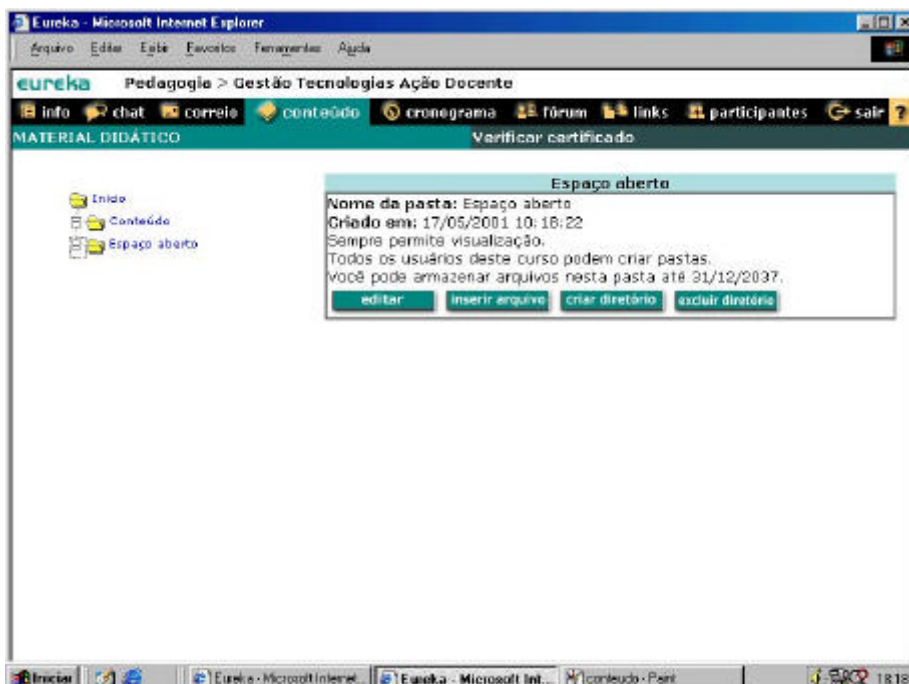 Eureka - Microsoft Internet Explorer
Arquivo Editar Exibir Favoritos Ferramentas Ajuda
eureka Pedagogia > Gestão Tecnologias Ação Docente
info chat correio conteúdo cronograma fórum links participantes sair ?
MATERIAL DIDÁTICO Verificar certificado
Início
Conteúdo
Espaço aberto
Espaço aberto
Nome da pasta: Espaço aberto
Criado em: 17/05/2001 10:18:22
Sempre permite visualização.
Todos os usuários deste curso podem criar pastas.
Você pode armazenar arquivos nesta pasta até 31/12/2037.
editar inserir arquivo criar diretório excluir diretório
Iniciar Eureka - Microsoft Internet... Eureka - Microsoft Int... conteudo - Paint 18:18